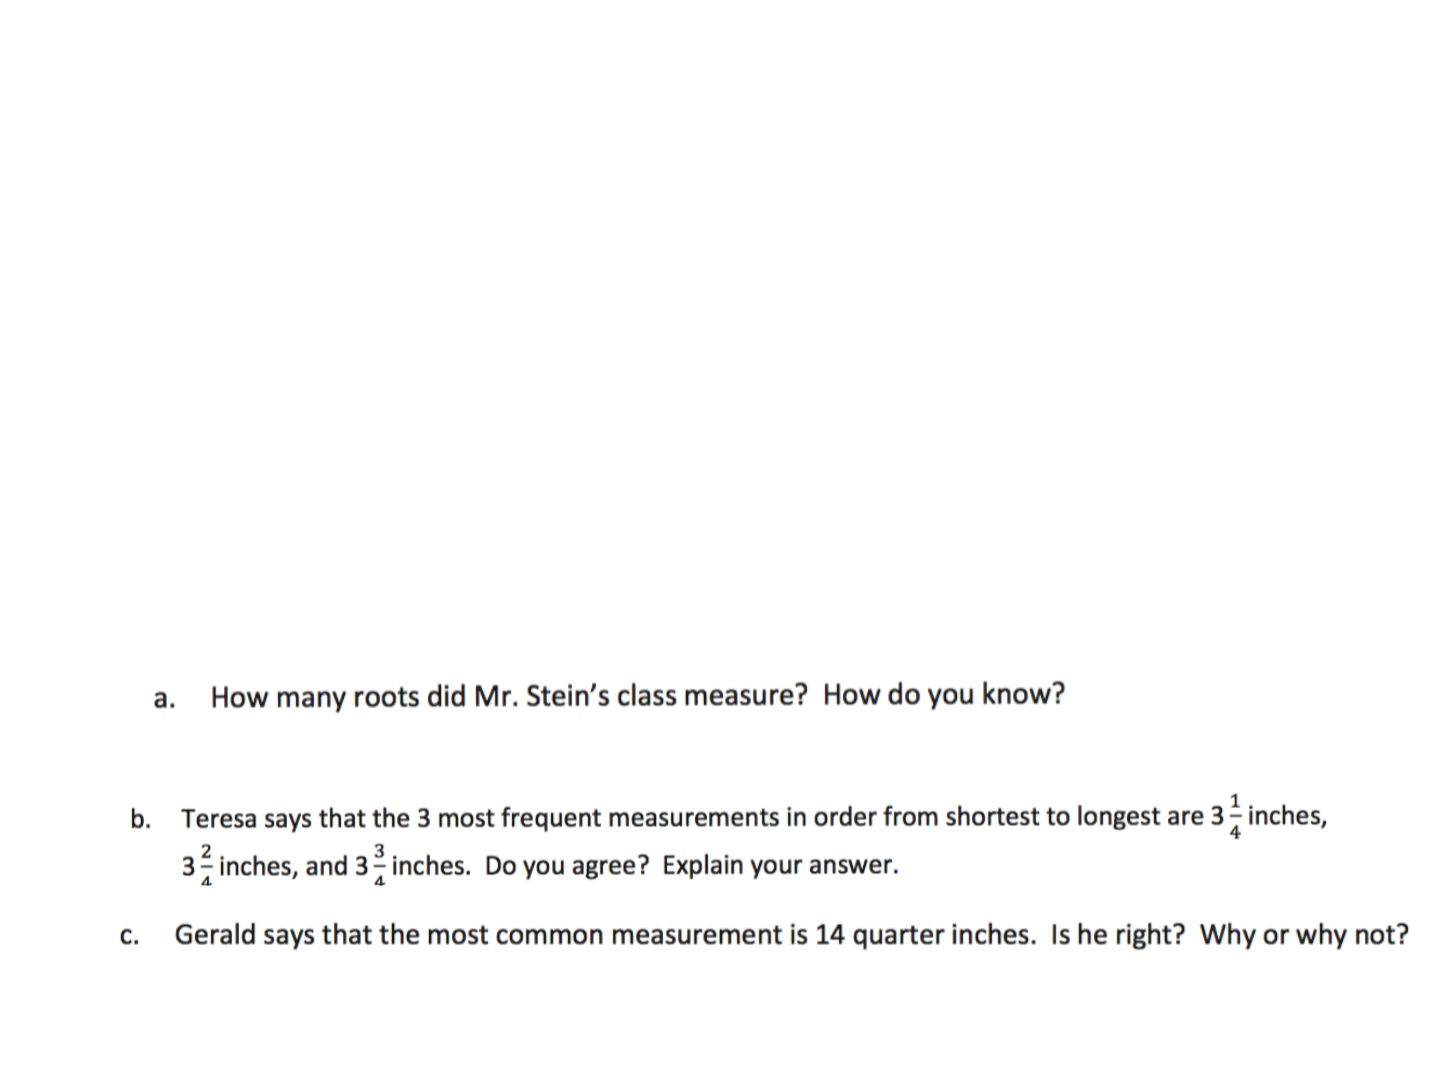 a. How many roots did Mr. Stein’s class measure? How do you know?
b. Teresa says that the 3 most frequent measurements in order from shortest to longest are 3 1/4 inches,
3 2/4 inches, and 3 3/4 inches. Do you agree? Explain your answer.
c. Gerald says that the most common measurement is 14 quarter inches. Is he right? Why or why not?